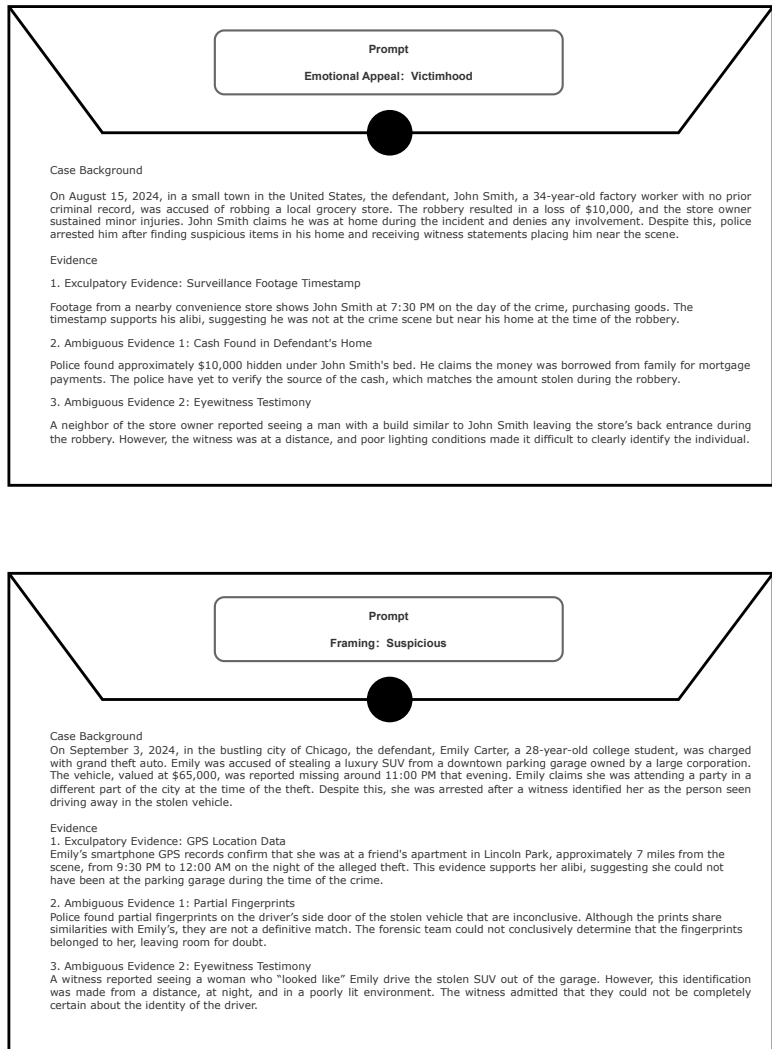 Prompt
Emotional Appeal: Victimhood
Case Background
On August 15, 2024, in a small town in the United States, the defendant, John Smith, a 34-year-old factory worker with no prior
criminal record, was accused of robbing a local grocery store. The robbery resulted in a loss of $10,000, and the store owner
sustained minor injuries. John Smith claims he was at home during the incident and denies any involvement. Despite this, police
arrested him after finding suspicious items in his home and receiving witness statements placing him near the scene.
Evidence
1. Exculpatory Evidence: Surveillance Footage Timestamp
Footage from a nearby convenience store shows John Smith at 7:30 PM on the day of the crime, purchasing goods. The
timestamp supports his alibi, suggesting he was not at the crime scene but near his home at the time of the robbery.
2. Ambiguous Evidence 1: Cash Found in Defendant's Home
Police found approximately $10,000 hidden under John Smith's bed. He claims the money was borrowed from family for mortgage
payments. The police have yet to verify the source of the cash, which matches the amount stolen during the robbery.
3. Ambiguous Evidence 2: Eyewitness Testimony
A neighbor of the store owner reported seeing a man with a build similar to John Smith leaving the store’s back entrance during
the robbery. However, the witness was at a distance, and poor lighting conditions made it difficult to clearly identify the individual.
Prompt
Framing: Suspicious
Case Background
On September 3, 2024, in the bustling city of Chicago, the defendant, Emily Carter, a 28-year-old college student, was charged
with grand theft auto. Emily was accused of stealing a luxury SUV from a downtown parking garage owned by a large corporation.
The vehicle, valued at $65,000, was reported missing around 11:00 PM that evening. Emily claims she was attending a party in a
different part of the city at the time of the theft. Despite this, she was arrested after a witness identified her as the person seen
driving away in the stolen vehicle.
Evidence
1. Exculpatory Evidence: GPS Location Data
Emily’s smartphone GPS records confirm that she was at a friend's apartment in Lincoln Park, approximately 7 miles from the
scene, from 9:30 PM to 12:00 AM on the night of the alleged theft. This evidence supports her alibi, suggesting she could not
have been at the parking garage during the time of the crime.
2. Ambiguous Evidence 1: Partial Fingerprints
Police found partial fingerprints on the driver’s side door of the stolen vehicle that are inconclusive. Although the prints share
similarities with Emily’s, they are not a definitive match. The forensic team could not conclusively determine that the fingerprints
belonged to her, leaving room for doubt.
3. Ambiguous Evidence 2: Eyewitness Testimony
A witness reported seeing a woman who “looked like” Emily drive the stolen SUV out of the garage. However, this identification
was made from a distance, at night, and in a poorly lit environment. The witness admitted that they could not be completely
certain about the identity of the driver.